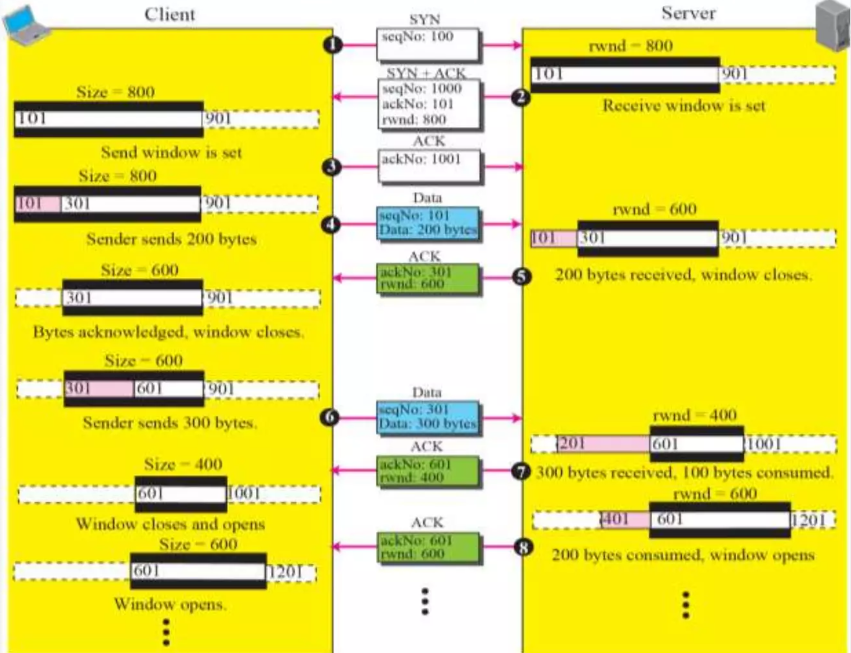 Client
Server
1
SYN
seqNo: 100
rwnd = 800
101
901
Receive window is set
SYN + ACK
seqNo: 1000
ackNo: 101
rwnd: 800
2
Size = 800
101
901
Send window is set
3
ACK
ackNo: 1001
Size = 800
101
301
901
Sender sends 200 bytes
4
Data
seqNo: 101
Data: 200 bytes
rwnd = 600
101
301
901
200 bytes received, window closes.
ACK
ackNo: 301
rwnd: 600
5
Size = 600
301
901
Bytes acknowledged, window closes.
Size = 600
301
601
901
Sender sends 300 bytes.
6
Data
seqNo: 301
Data: 300 bytes
rwnd = 400
201
601
1001
300 bytes received, 100 bytes consumed.
ACK
ackNo: 601
rwnd: 400
7
Size = 400
601
1001
Window closes and opens
rwnd = 600
401
601
1201
200 bytes consumed, window opens
ACK
ackNo: 601
rwnd: 600
8
Size = 600
601
1201
Window opens.